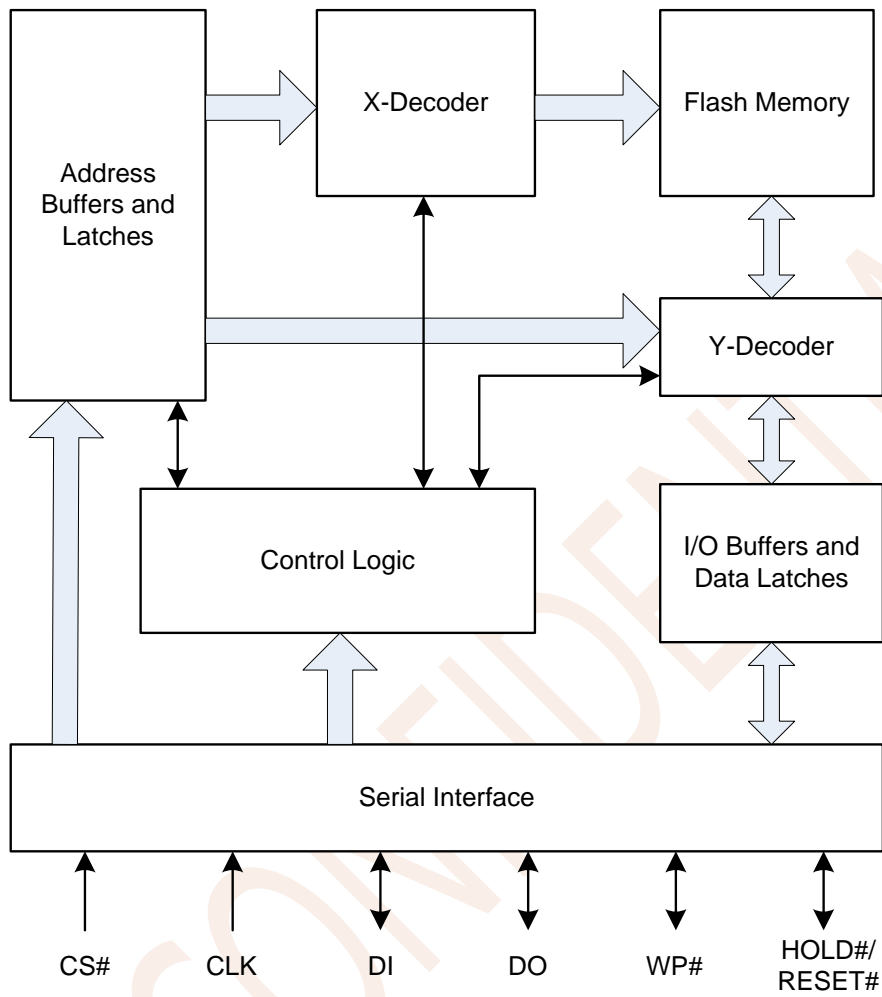 X-Decoder
Flash Memory
Address
Buffers and
Latches
Y-Decoder
Control Logic
I/O Buffers and
Data Latches
Serial Interface
CS#
CLK
DI
DO
WP#
HOLD#/
RESET#